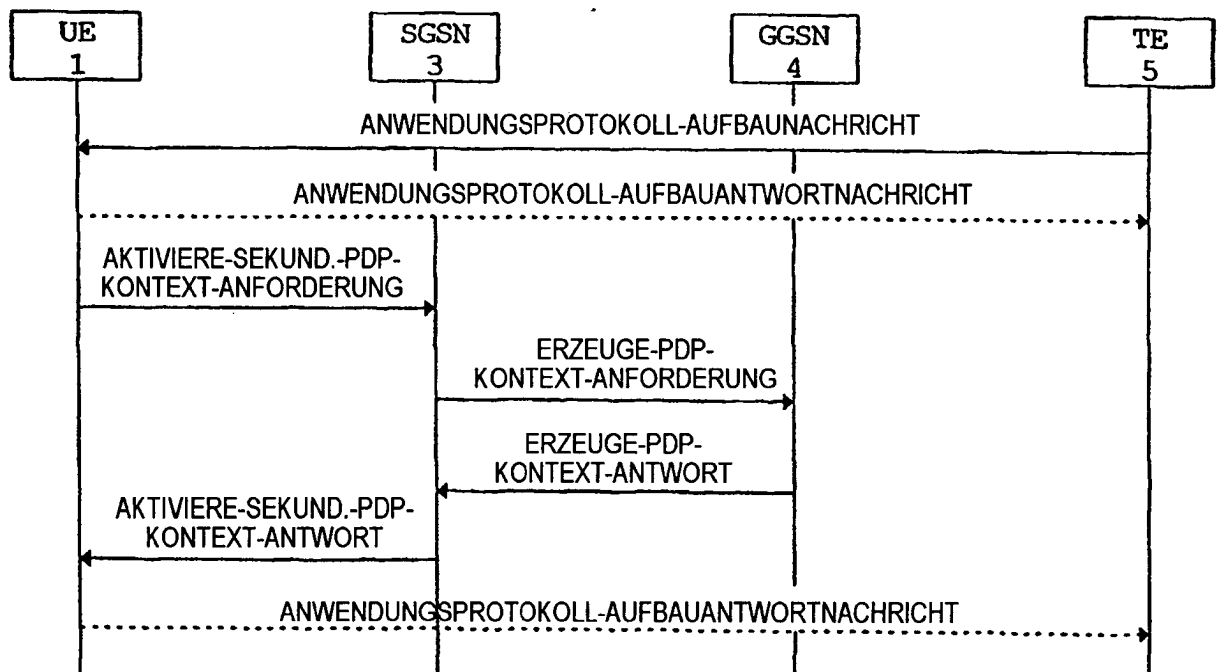 UE
1
SGSN
3
GGSN
4
TE
5
ANWENDUNGSPROTOKOLL-AUFBAUNACHRICHT
ANWENDUNGSPROTOKOLL-AUFBAUANTWORTNACHRICHT
AKTIVIERE-SEKUND.-PDP-
KONTEXT-ANFORDERUNG
ERZEUGE-PDP-
KONTEXT-ANFORDERUNG
ERZEUGE-PDP-
KONTEXT-ANTWORT
AKTIVIERE-SEKUND.-PDP-
KONTEXT-ANTWORT
ANWENDUNGSPROTOKOLL-AUFBAUANTWORTNACHRICHT